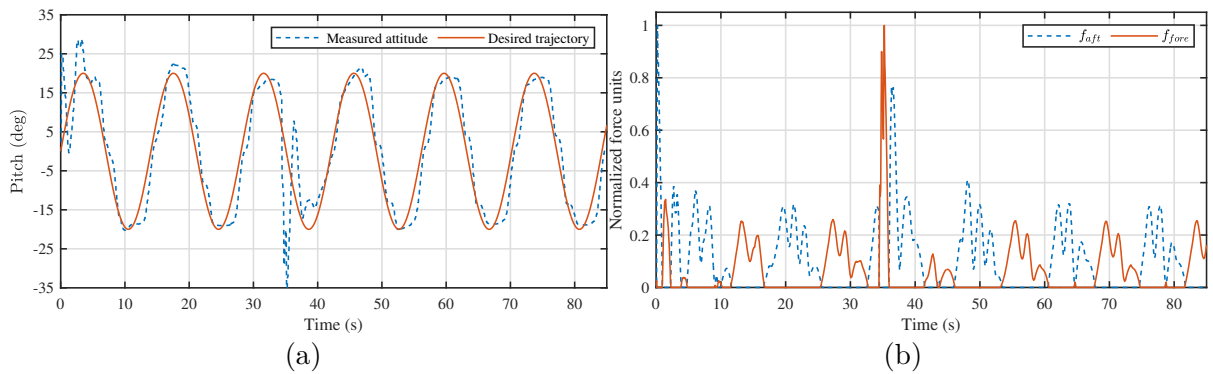 35
25
15
5
-5
-15
-25
-35
Pitch (deg)
Measured attitude
Desired trajectory
0 10 20 30 40 50 60 70 80
Time (s)
(a)
1
0.8
0.6
0.4
0.2
0
Normalized force units
f_aft
f_fore
0 10 20 30 40 50 60 70 80
Time (s)
(b)